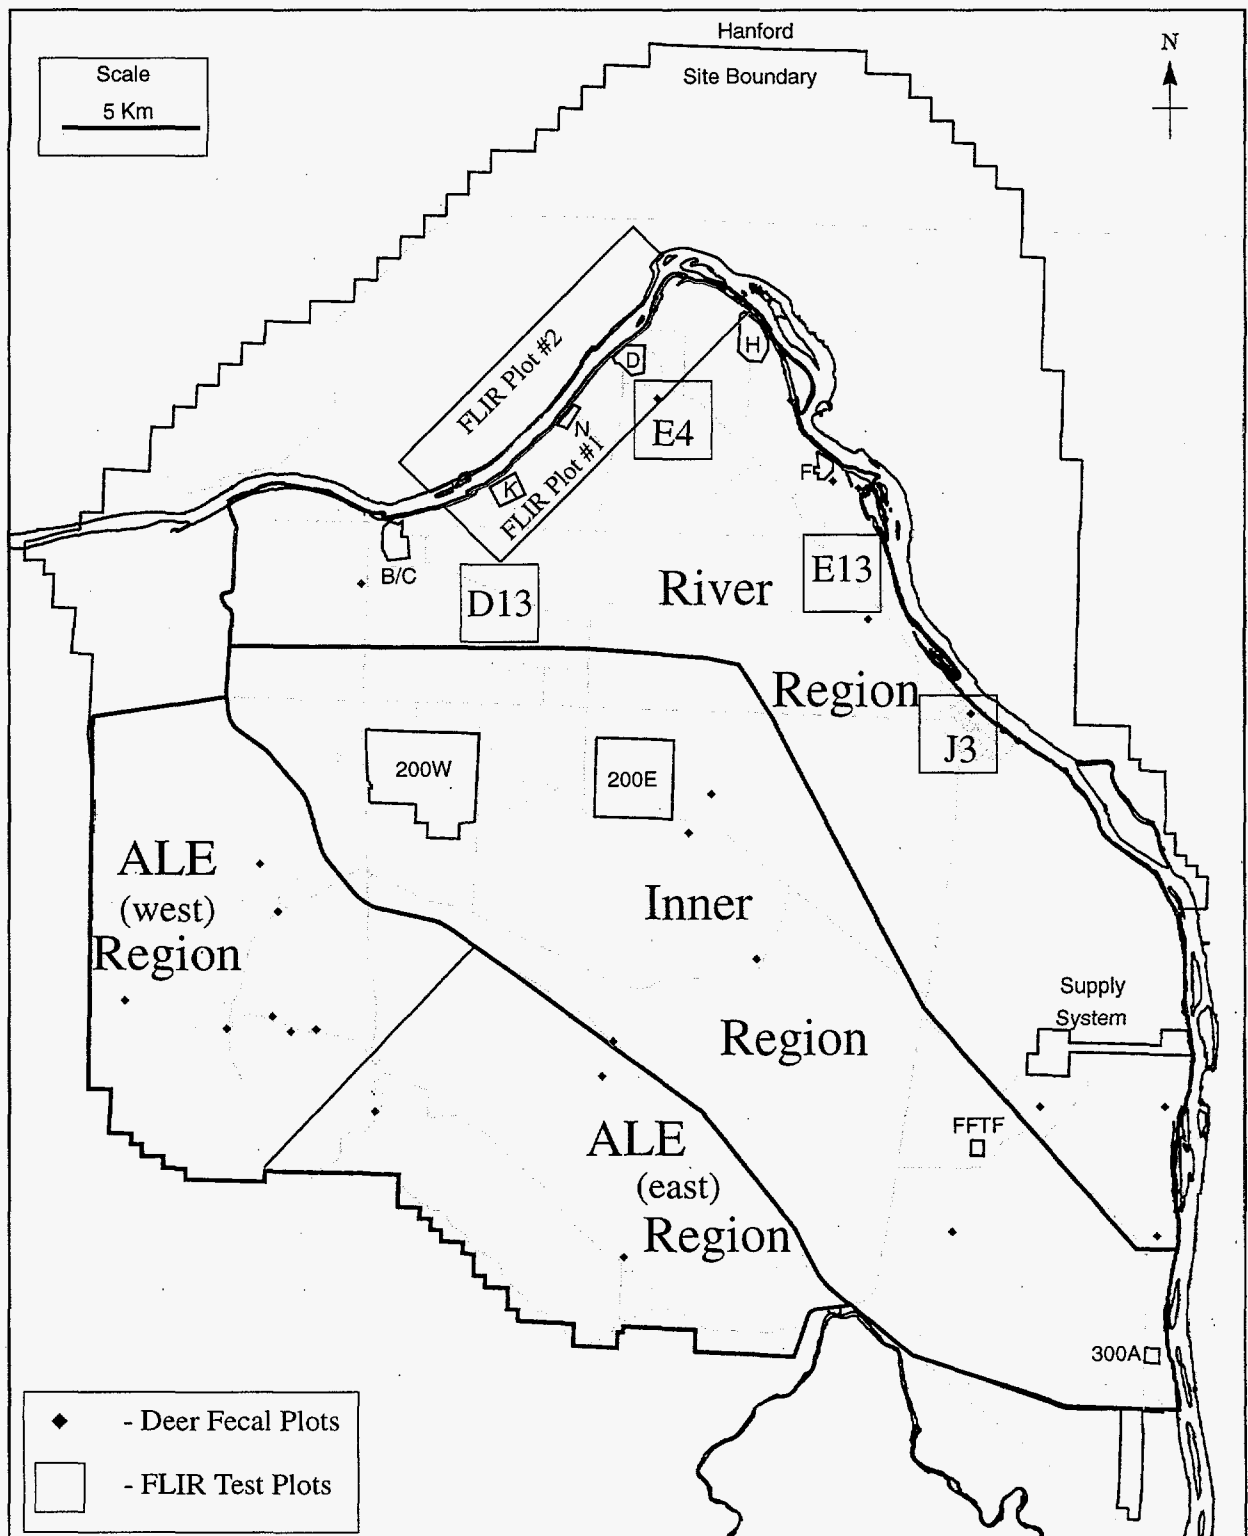 Hanford
Site Boundary
N
Scale
5 Km
FLIR Plot #2
FLIR Plot #1
D
H
N
K
E4
F
B/C
D13
E13
River
Region
J3
200W
200E
ALE
(west)
Region
Inner
Region
Supply
System
FFTF
ALE
(east)
Region
300A
- Deer Fecal Plots
- FLIR Test Plots